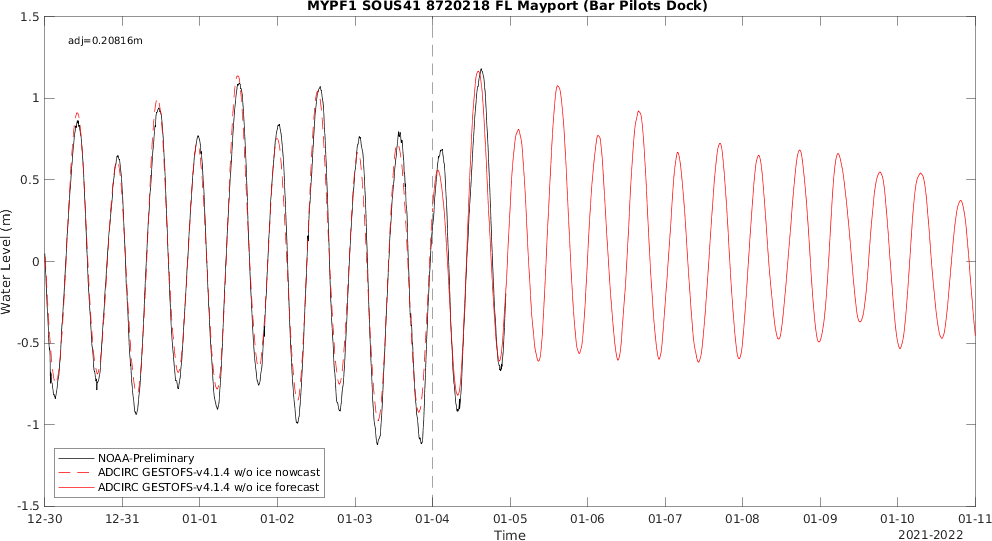 MYPF1 SOUS41 8720218 FL Mayport (Bar Pilots Dock)
1.5
adj=0.20816m
1
0.5
0
-0.5
-1
-1.5
Water Level (m)
NOAA-Preliminary
ADCIRC GESTOFS-v4.1.4 w/o ice nowcast
ADCIRC GESTOFS-v4.1.4 w/o ice forecast
12-30 12-31 01-01 01-02 01-03 01-04 01-05 01-06 01-07 01-08 01-09 01-10 01-11
Time
2021-2022